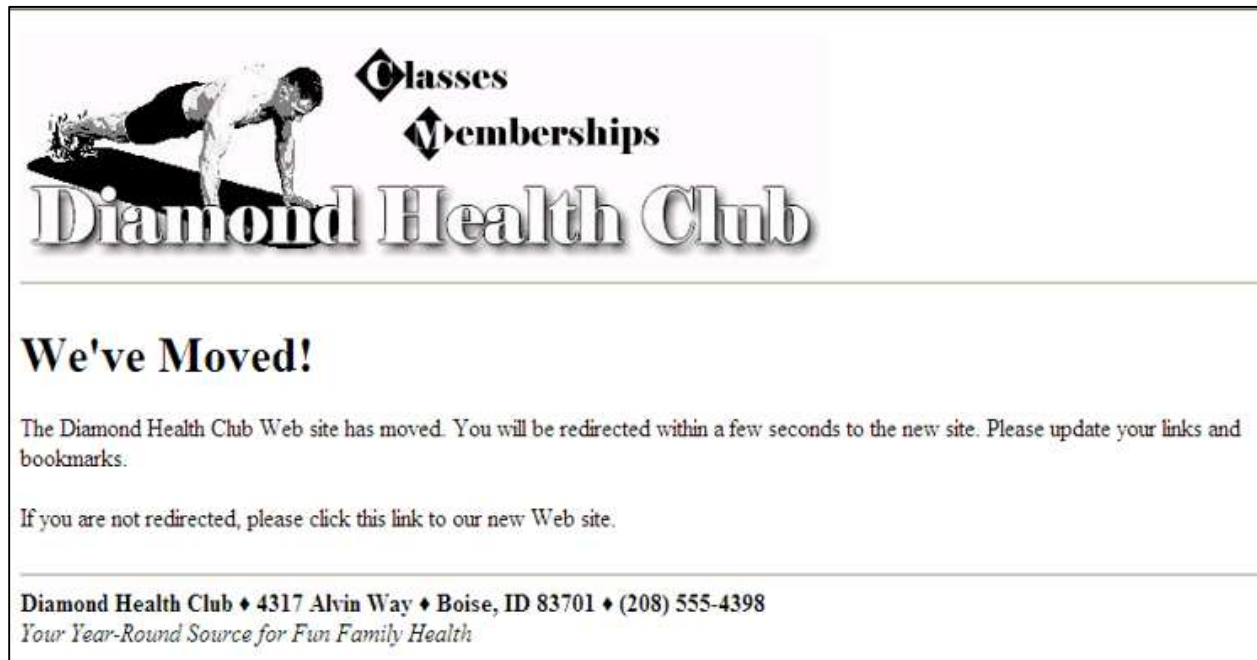 Classes
Memberships
Diamond Health Club
We've Moved!
The Diamond Health Club Web site has moved. You will be redirected within a few seconds to the new site. Please update your links and
bookmarks.
If you are not redirected, please click this link to our new Web site.
Diamond Health Club ♦ 4317 Alvin Way ♦ Boise, ID 83701 ♦ (208) 555-4398
Your Year-Round Source for Fun Family Health